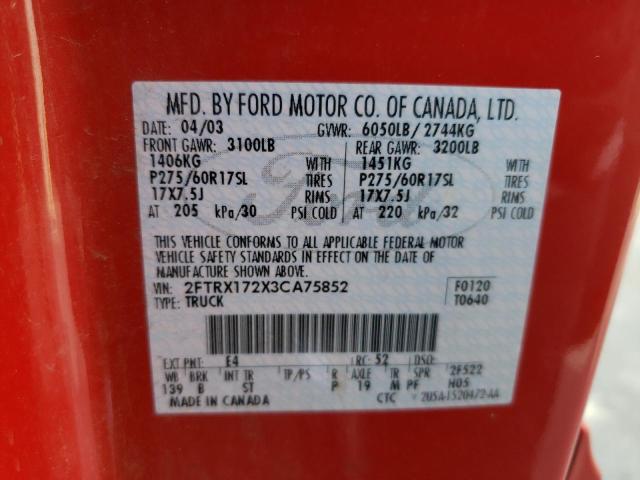 MFD. BY FORD MOTOR CO. OF CANADA, LTD.
DATE: 04/03 GVWR: 6050LB/2744KG
FRONT GAWR: 3100LB REAR GAWR: 3200LB
1406KG WITH 1451KG WITH
P275/60R17SL TIRES P275/60R17SL TIRES
17X7.5J RIMS 17X7.5J RIMS
AT 205 kPa/30 PSI COLD AT 220 kPa/32 PSI COLD
Ford
THIS VEHICLE CONFORMS TO ALL APPLICABLE FEDERAL MOTOR
VEHICLE SAFETY STANDARDS IN EFFECT ON THE DATE OF
MANUFACTURE SHOWN ABOVE.
VIN: 2FTRX172X3CA75852 F0120
TYPE: TRUCK T0640
EXT PNT: E4 RC: 52 DSO:
WB BRK INT TR TP/PS R AXLE TR SPR 2F522
139 B ST P 19 M PF H05
MADE IN CANADA CTC 2U5A-1520472-AA